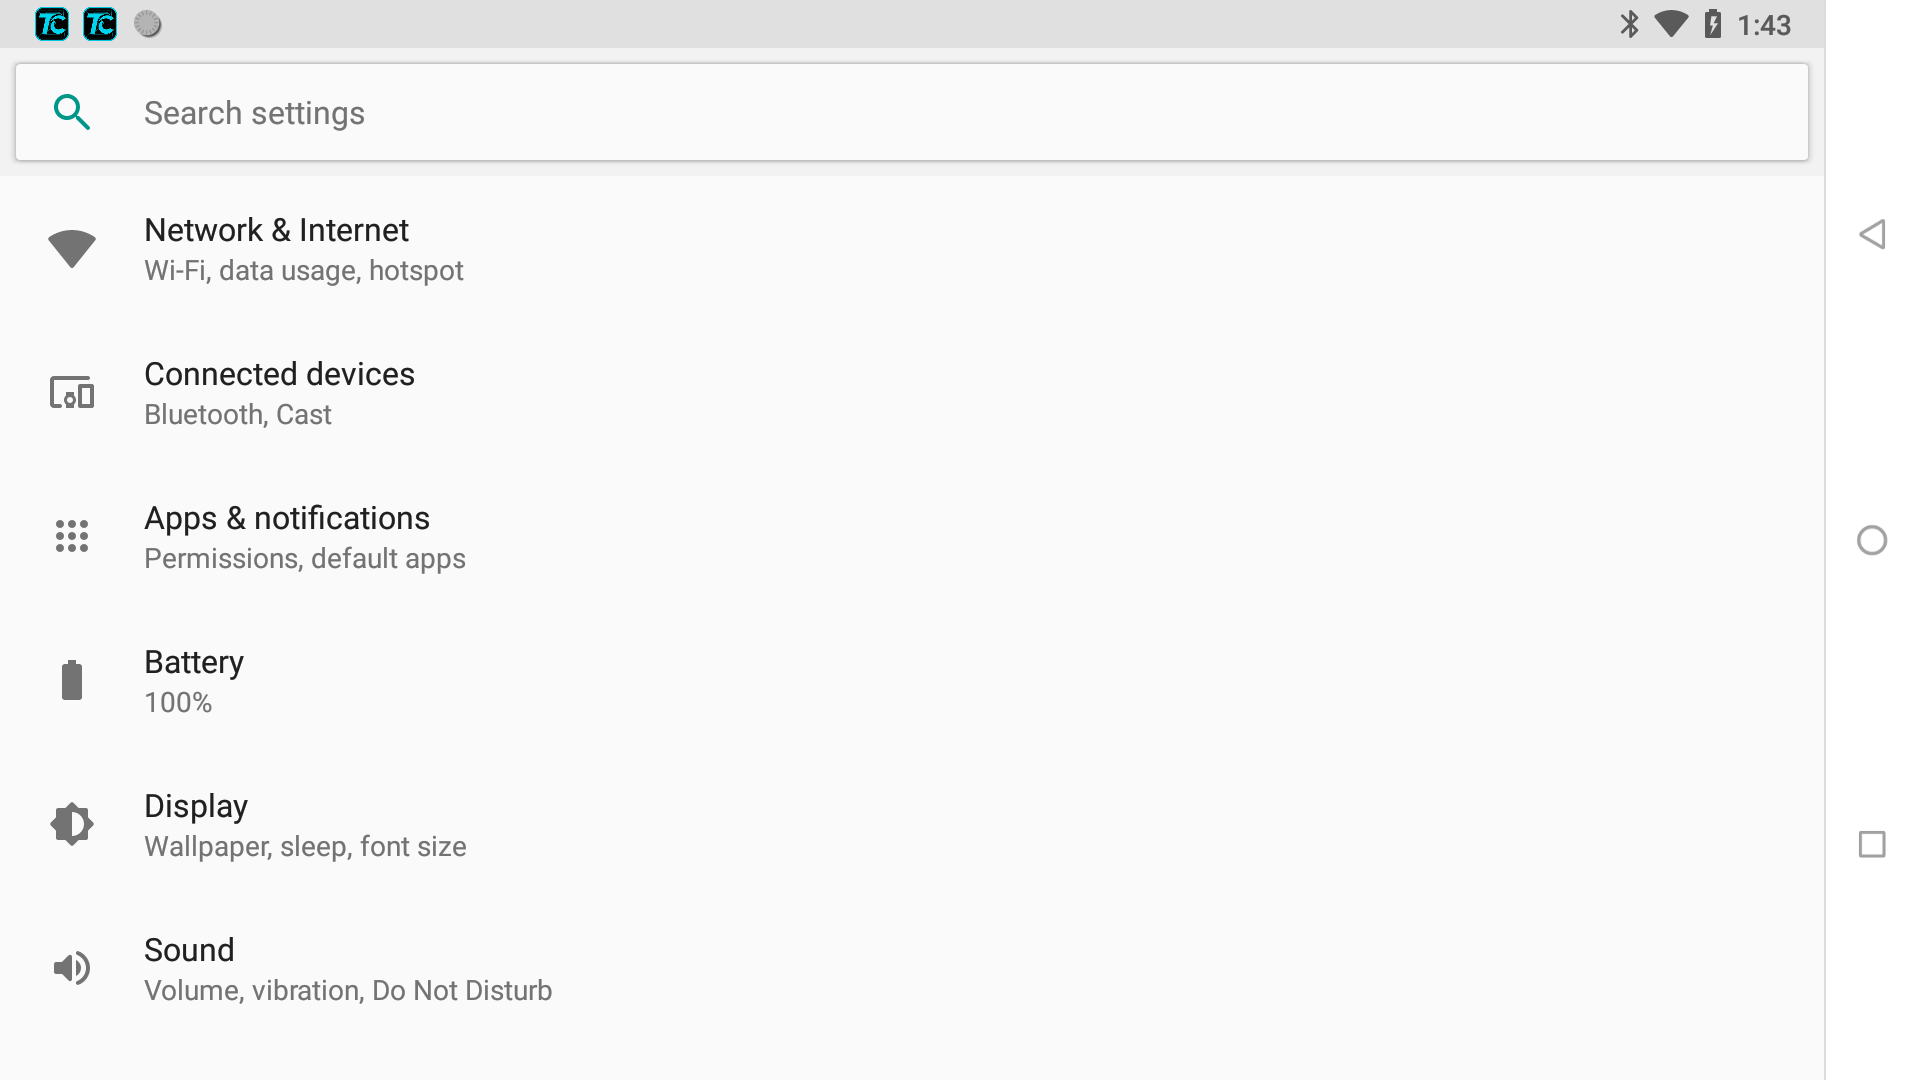 TC TC 1:43
Search settings
Network & Internet
Wi-Fi, data usage, hotspot
Connected devices
Bluetooth, Cast
Apps & notifications
Permissions, default apps
Battery
100%
Display
Wallpaper, sleep, font size
Sound
Volume, vibration, Do Not Disturb